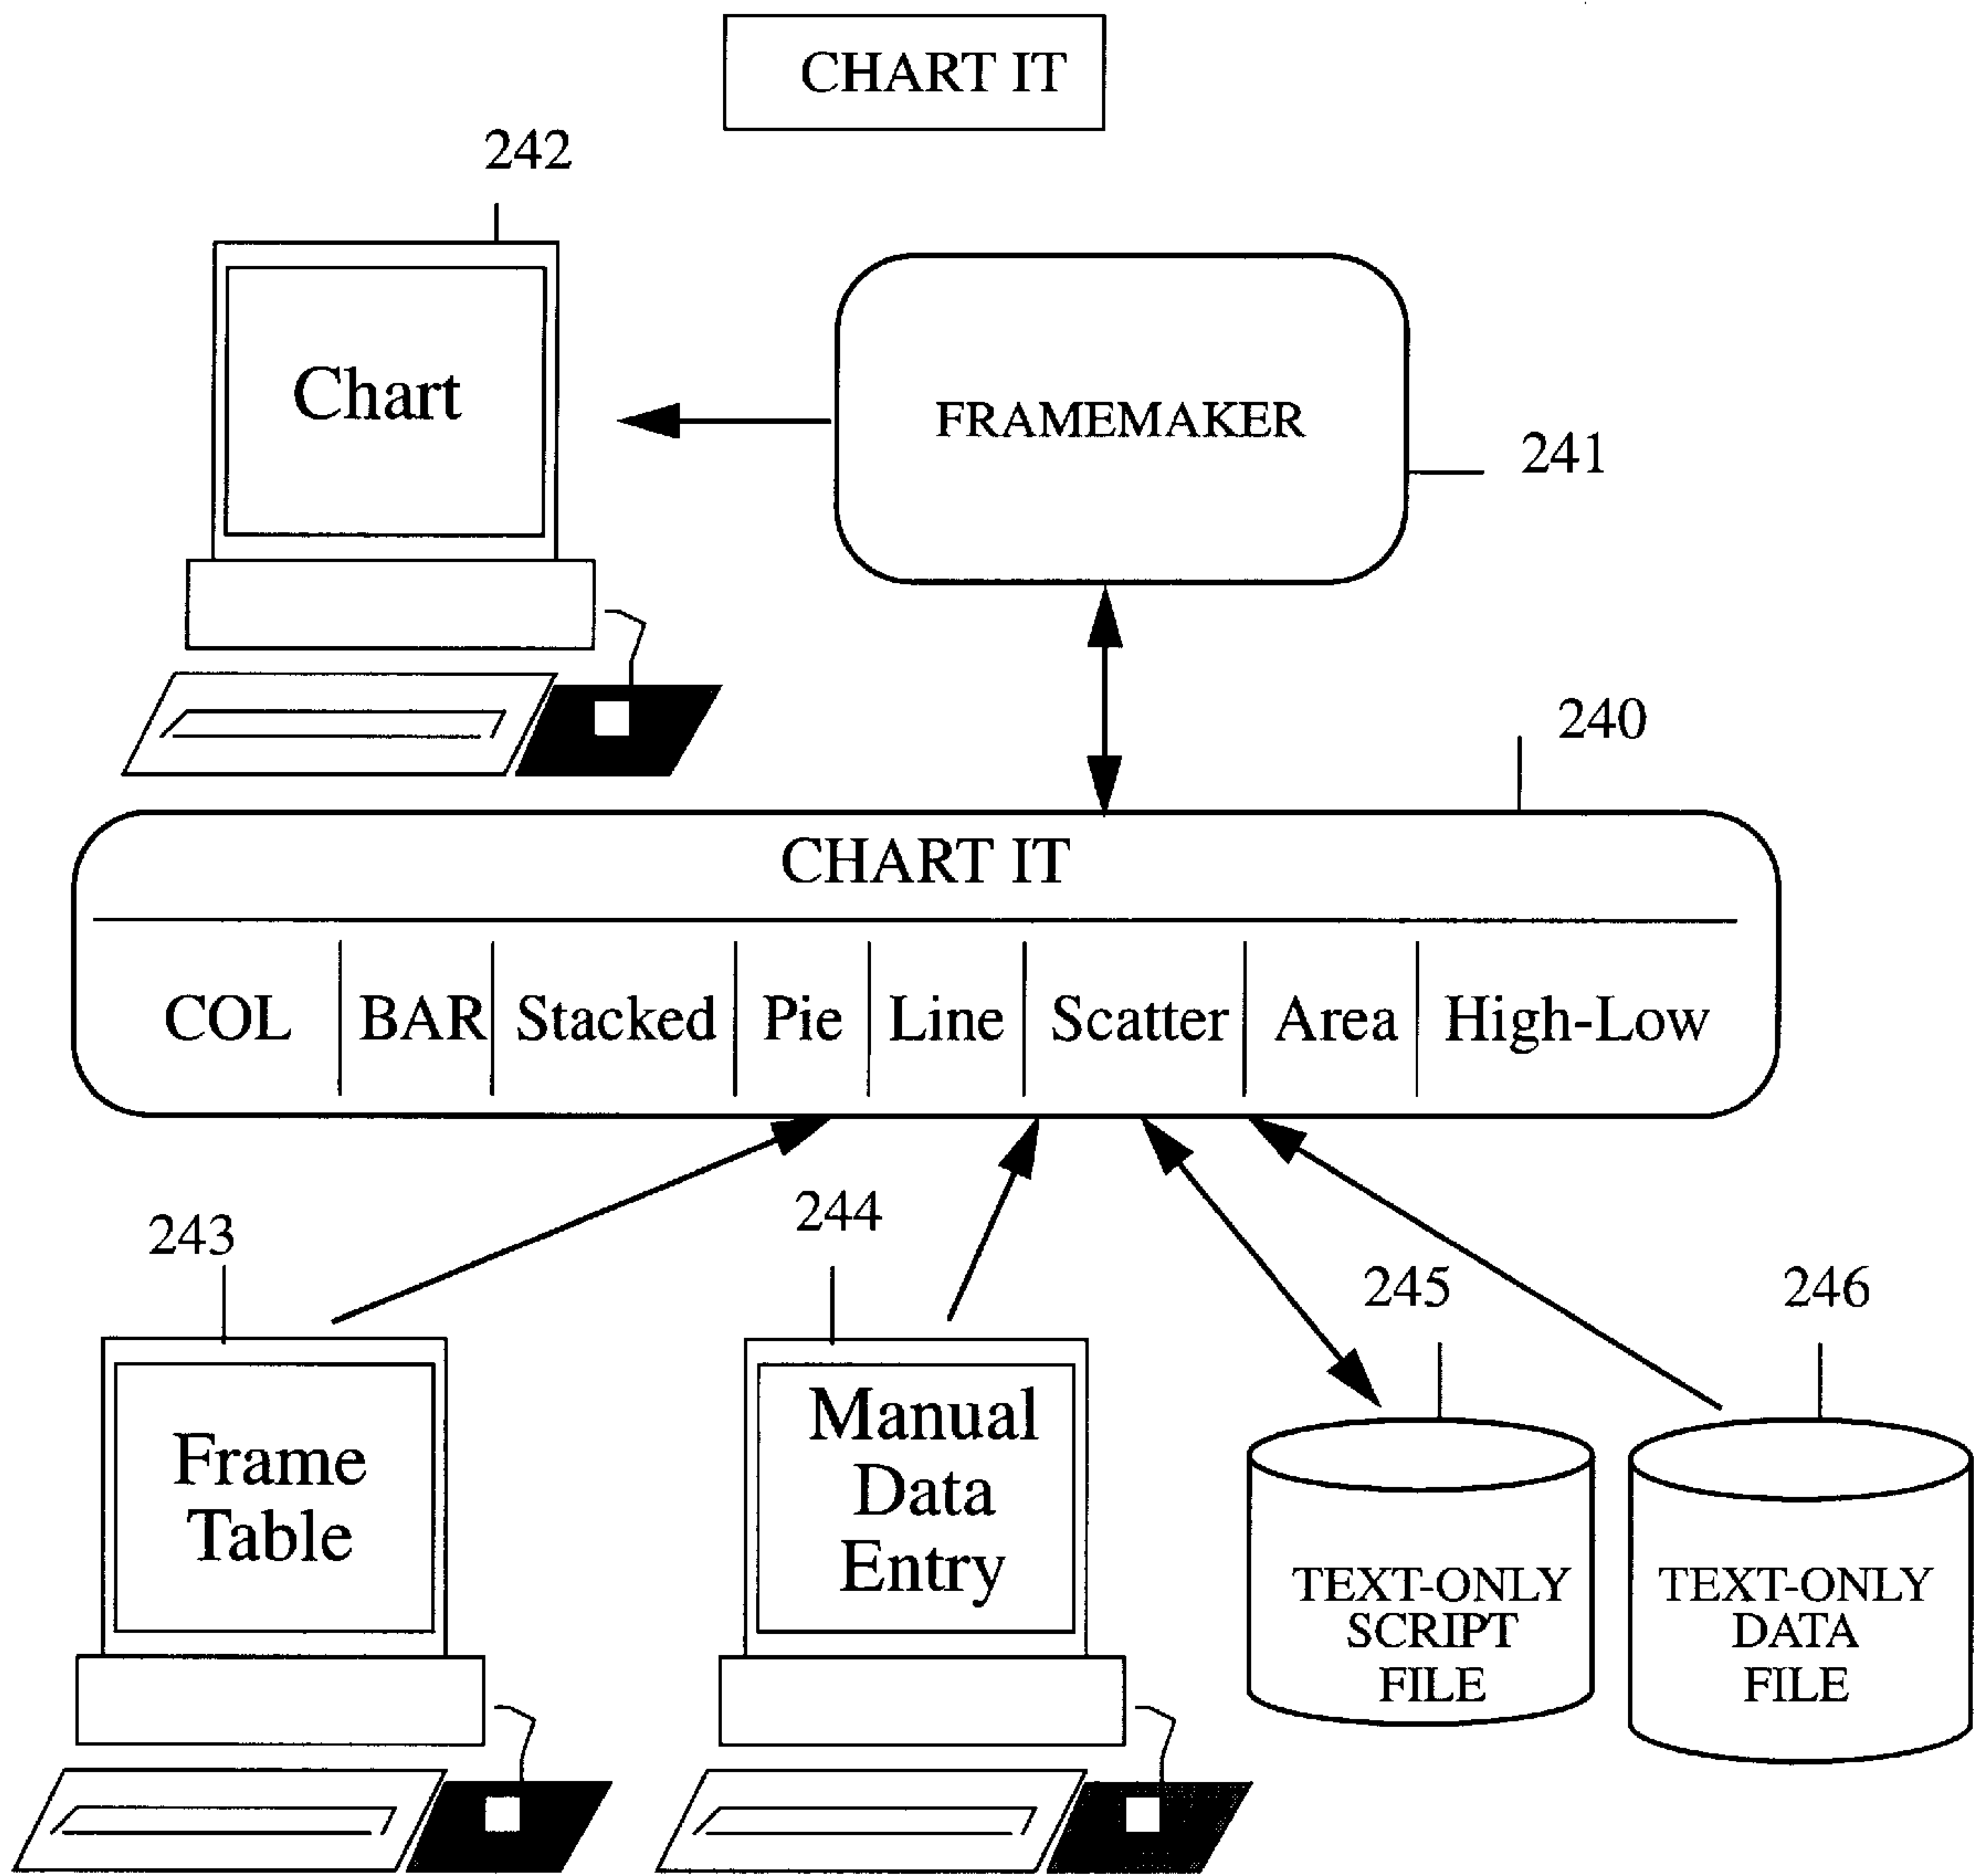 CHART IT
242
Chart
FRAMEMAKER
241
240
CHART IT
COL BAR Stacked Pie Line Scatter Area High-Low
243
244
245
246
Frame
Table
Manual
Data
Entry
TEXT-ONLY
SCRIPT
FILE
TEXT-ONLY
DATA
FILE